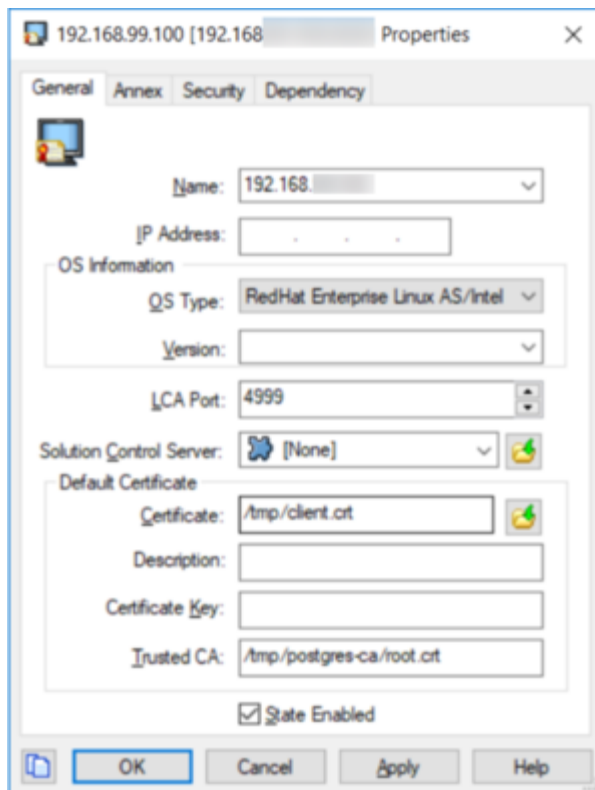 192.168.99.100 [192.168 Properties
General Annex Security Dependency
Name: 192.168.
IP Address: . . .
OS Information
OS Type: RedHat Enterprise Linux AS/Intel
Version:
LCA Port: 4999
Solution Control Server: [None]
Default Certificate
Certificate: /tmp/client.crt
Description:
Certificate Key:
Trusted CA: /tmp/postgres-ca/root.crt
State Enabled
OK Cancel Apply Help